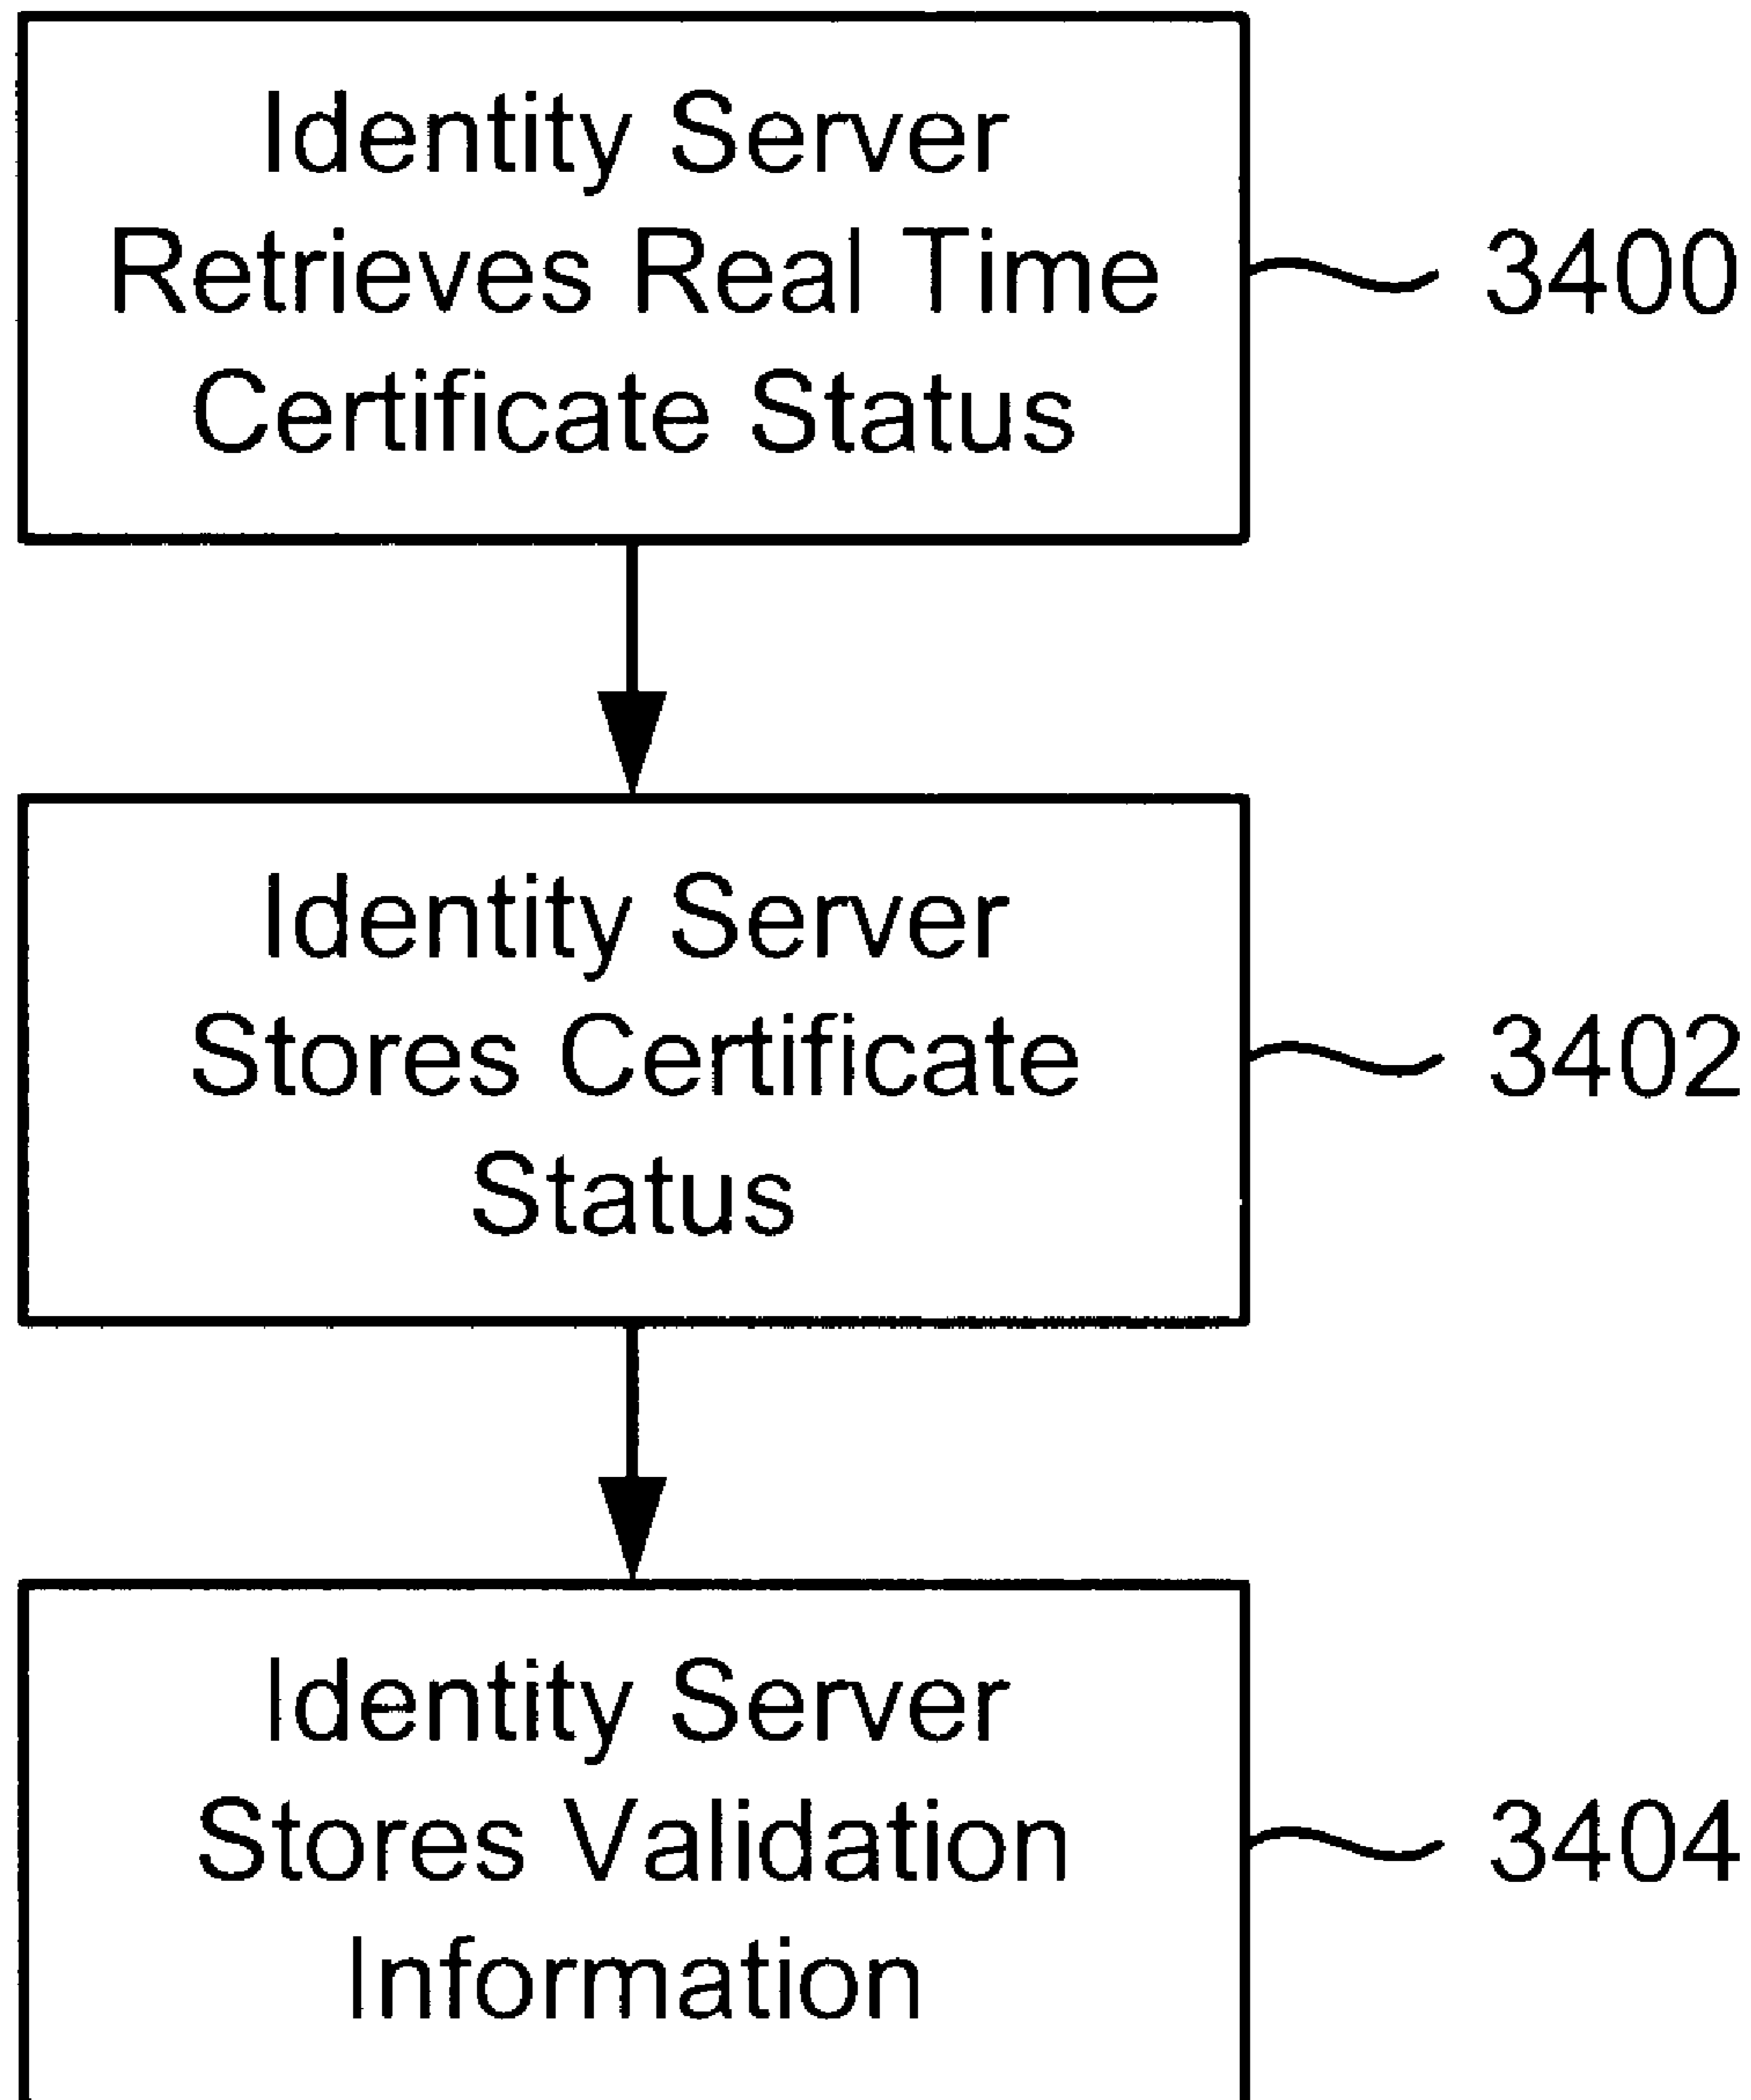 Identity Server
Retrieves Real Time
Certificate Status
3400
Identity Server
Stores Certificate
Status
3402
Identity Server
Stores Validation
Information
3404